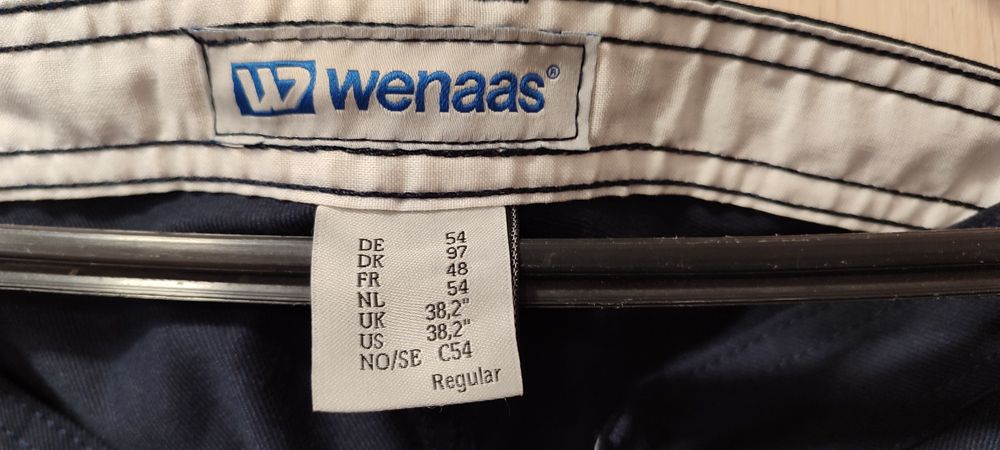 W wenaas®
DE 54
DK 97
FR 48
NL 54
UK 38,2"
US 38,2"
NO/SE C54
Regular